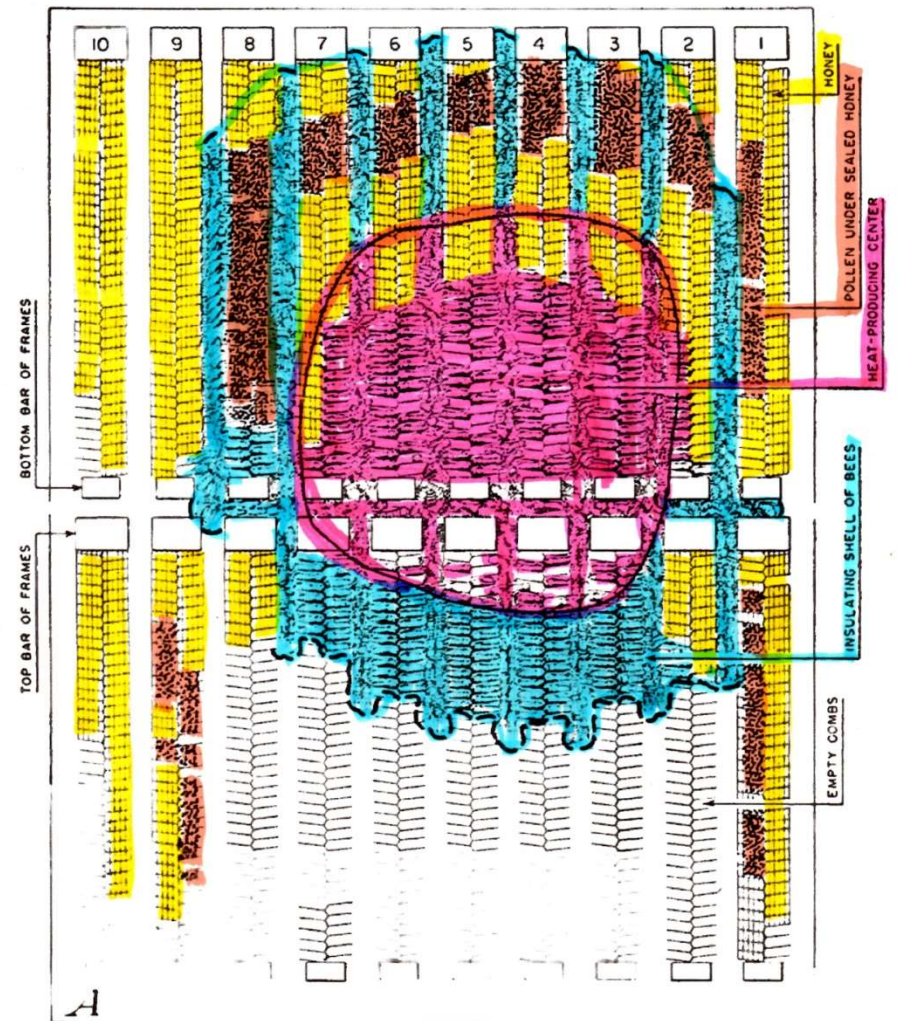 10 9 8 7 6 5 4 3 2 1
HONEY
POLLEN UNDER SEALED HONEY
HEAT-PRODUCING CENTER
BOTTOM BAR OF FRAMES
INSULATING SHELL OF BEES
TOP BAR OF FRAMES
EMPTY COMBS
A